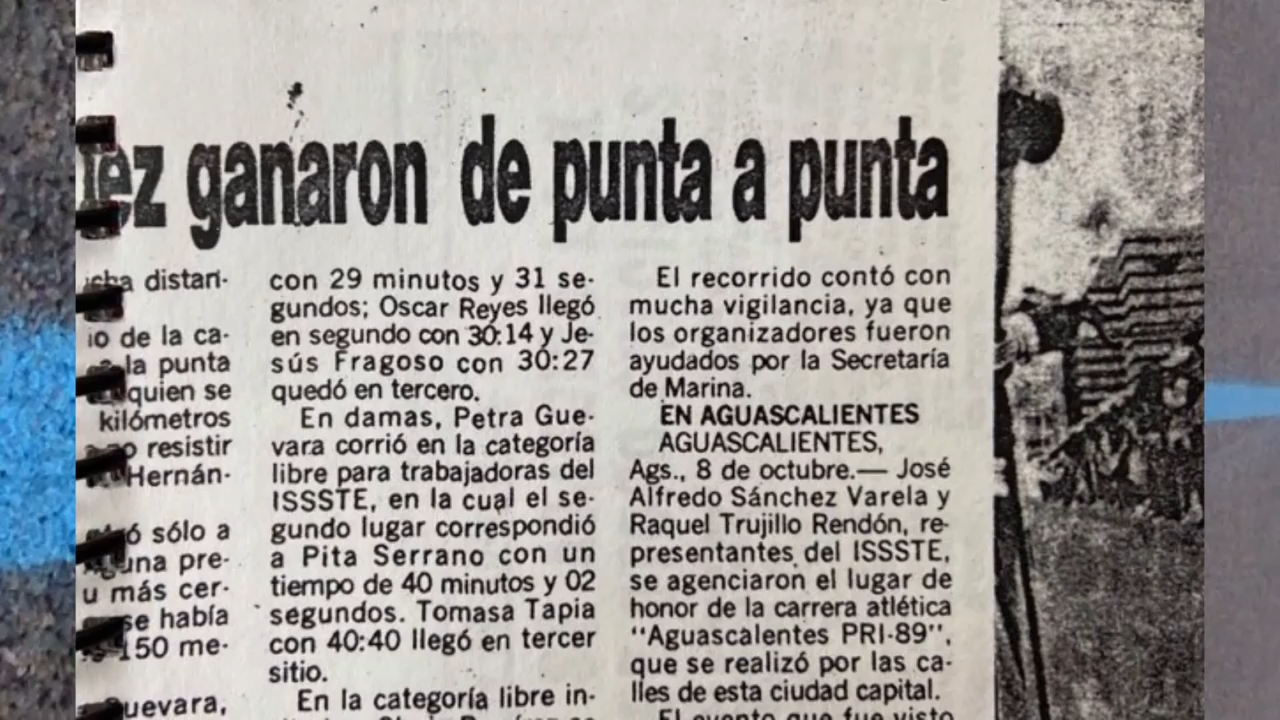 ez ganaron de punta a punta
distan-
io de la ca-
la punta
quien se
kilómetros
resistir
Hernán-
ó sólo a
una pre-
u más cer-
se había
150 me-
uevara,
con 29 minutos y 31 se-
gundos; Oscar Reyes llegó
en segundo con 30:14 y Je-
sús Fragoso con 30:27
quedó en tercero.
En damas, Petra Gue-
vara corrió en la categoría
libre para trabajadoras del
ISSSTE, en la cual el se-
gundo lugar correspondió
a Pita Serrano con un
tiempo de 40 minutos y 02
segundos. Tomasa Tapia
con 40:40 llegó en tercer
sitio.
En la categoría libre in-
El recorrido contó con
mucha vigilancia, ya que
los organizadores fueron
ayudados por la Secretaría
de Marina.
EN AGUASCALIENTES
AGUASCALIENTES,
Ags., 8 de octubre.— José
Alfredo Sánchez Varela y
Raquel Trujillo Rendón, re-
presentantes del ISSSTE,
se agenciaron el lugar de
honor de la carrera atlética
"Aguascalentes PRI-89",
que se realizó por las ca-
lles de esta ciudad capital.
El evento que fue visto